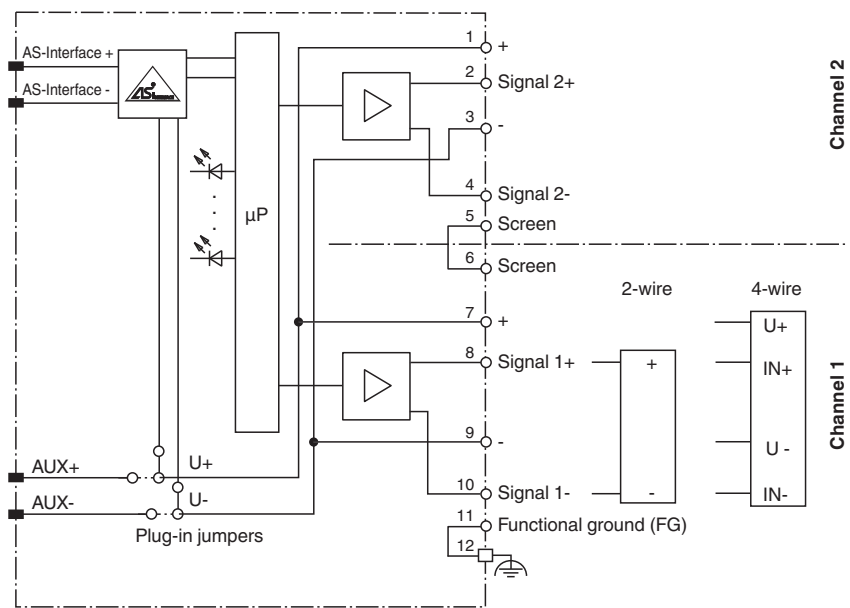 AS-Interface +
AS-Interface -
AS'
µP
AUX+
AUX-
U+
U-
Plug-in jumpers
1 +
2 Signal 2+
3 -
4 Signal 2-
5 Screen
6 Screen
7 +
8 Signal 1+
9 -
10 Signal 1-
11 Functional ground (FG)
12
Channel 2
2-wire
+
-
4-wire
U+
IN+
U -
IN-
Channel 1